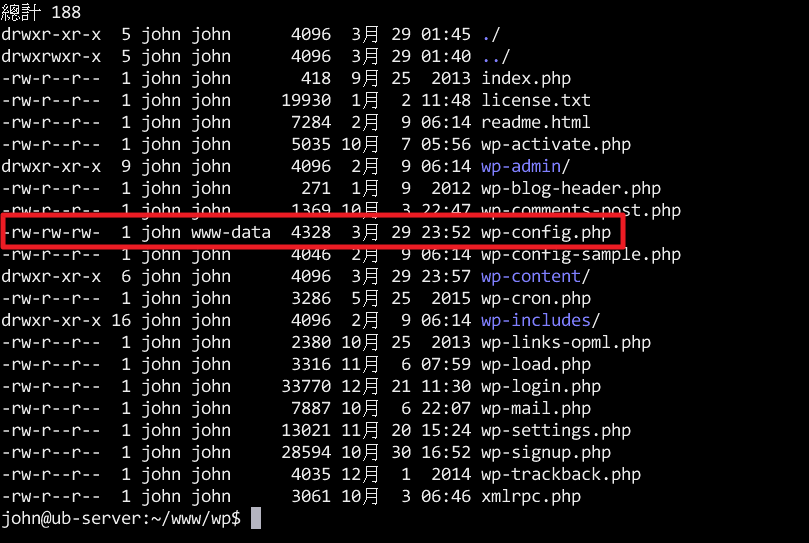 總計 188
drwxr-xr-x  5 john john      4096  3月 29 01:45 ./
drwxrwxr-x  5 john john      4096  3月 29 01:40 ../
-rw-r--r--  1 john john       418  9月 25  2013 index.php
-rw-r--r--  1 john john     19930  1月  2 11:48 license.txt
-rw-r--r--  1 john john      7284  2月  9 06:14 readme.html
-rw-r--r--  1 john john      5035 10月  7 05:56 wp-activate.php
drwxr-xr-x  9 john john      4096  2月  9 06:14 wp-admin/
-rw-r--r--  1 john john       271  1月  9  2012 wp-blog-header.php
-rw-r--r--  1 john john      1369 10月  3 22:47 wp-comments-post.php
-rw-rw-rw-  1 john www-data  4328  3月 29 23:52 wp-config.php
-rw-r--r--  1 john john      4046  2月  9 06:14 wp-config-sample.php
drwxr-xr-x  6 john john      4096  3月 29 23:57 wp-content/
-rw-r--r--  1 john john      3286  5月 25  2015 wp-cron.php
drwxr-xr-x 16 john john      4096  2月  9 06:14 wp-includes/
-rw-r--r--  1 john john      2380 10月 25  2013 wp-links-opml.php
-rw-r--r--  1 john john      3316 11月  6 07:59 wp-load.php
-rw-r--r--  1 john john     33770 12月 21 11:30 wp-login.php
-rw-r--r--  1 john john      7887 10月  6 22:07 wp-mail.php
-rw-r--r--  1 john john     13021 11月 20 15:24 wp-settings.php
-rw-r--r--  1 john john     28594 10月 30 16:52 wp-signup.php
-rw-r--r--  1 john john      4035 12月  1  2014 wp-trackback.php
-rw-r--r--  1 john john      3061 10月  3 06:46 xmlrpc.php
john@ub-server:~/www/wp$